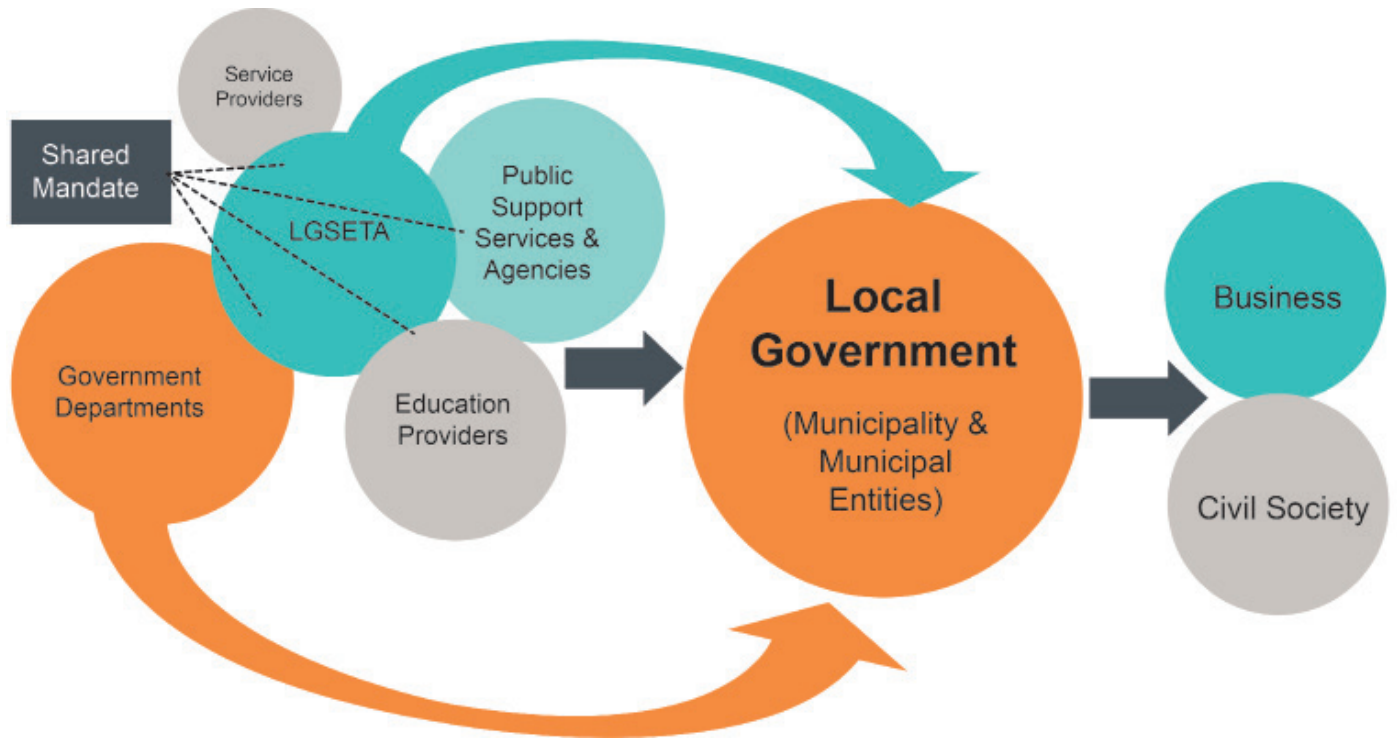 Service
Providers
Shared
Mandate
LGSETA
Public
Support
Services &
Agencies
Government
Departments
Education
Providers
Local
Government
(Municipality &
Municipal
Entities)
Business
Civil Society